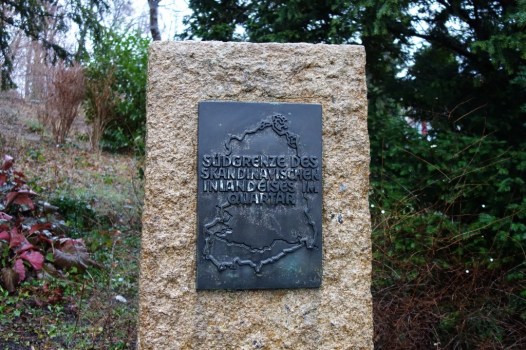 SÜDGRENZE DES
SKANDINAVISCHEN
INLANDEISES IM
QUARTÄR